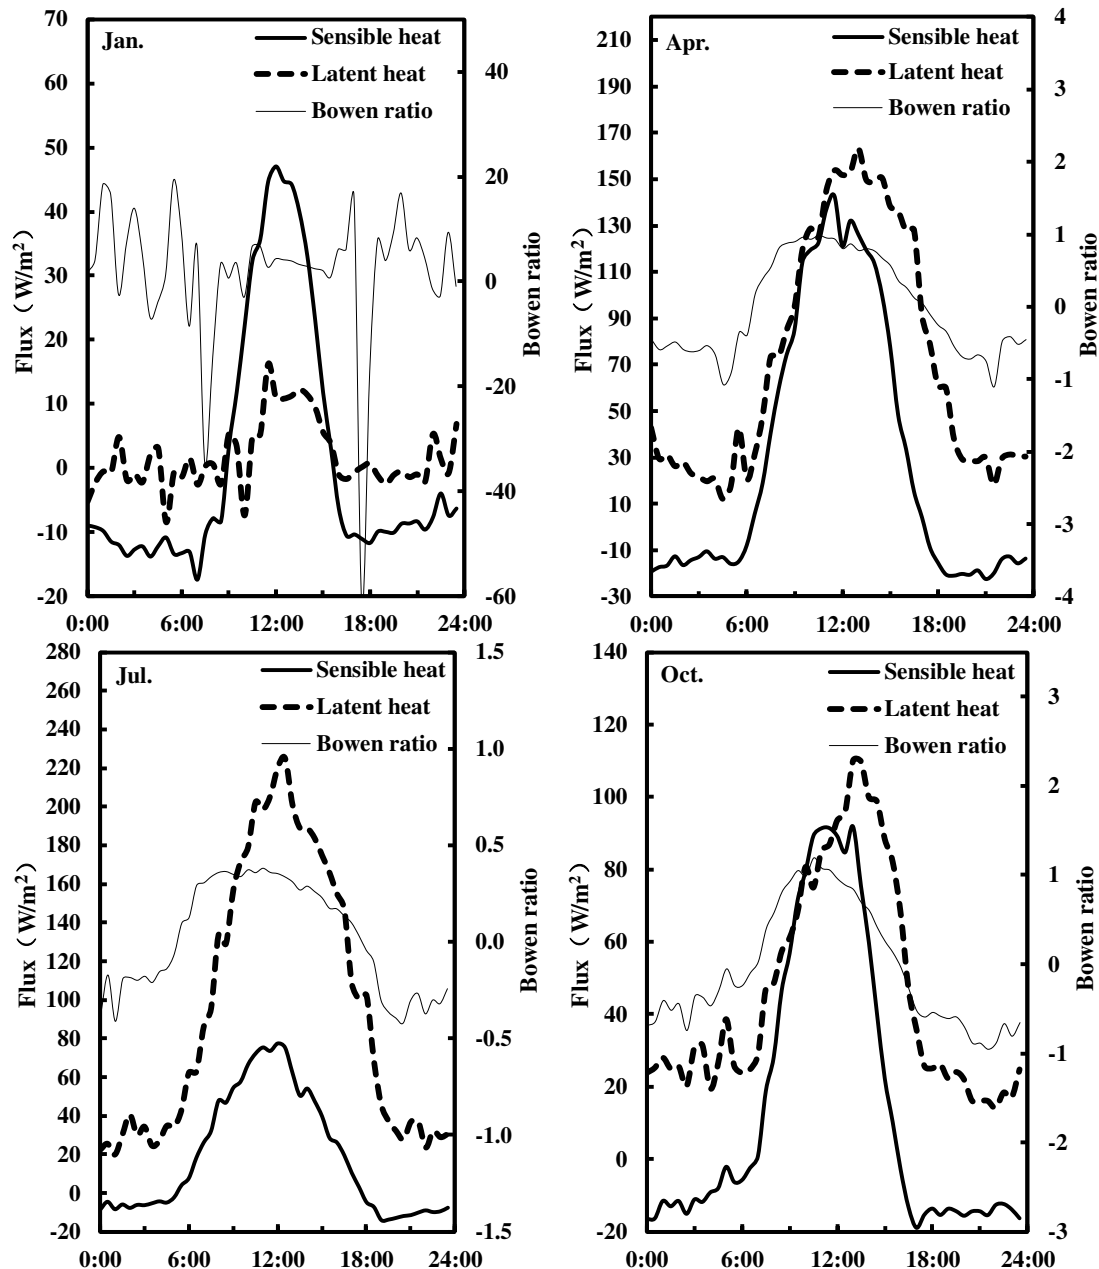 Jan.
Sensible heat
Latent heat
Bowen ratio
70
60
50
40
30
20
10
0
-10
-20
Flux（W/m²）
40
20
0
-20
-40
-60
Bowen ratio
0:00 6:00 12:00 18:00 24:00
Apr.
Sensible heat
Latent heat
Bowen ratio
210
190
170
150
130
110
90
70
50
30
10
-10
-30
Flux（W/m²）
4
3
2
1
0
-1
-2
-3
-4
Bowen ratio
0:00 6:00 12:00 18:00 24:00
Jul.
Sensible heat
Latent heat
Bowen ratio
280
260
240
220
200
180
160
140
120
100
80
60
40
20
0
-20
Flux（W/m²）
1.5
1.0
0.5
0.0
-0.5
-1.0
-1.5
Bowen ratio
0:00 6:00 12:00 18:00 24:00
Oct.
Sensible heat
Latent heat
Bowen ratio
140
120
100
80
60
40
20
0
-20
Flux（W/m²）
3
2
1
0
-1
-2
-3
Bowen ratio
0:00 6:00 12:00 18:00 24:00